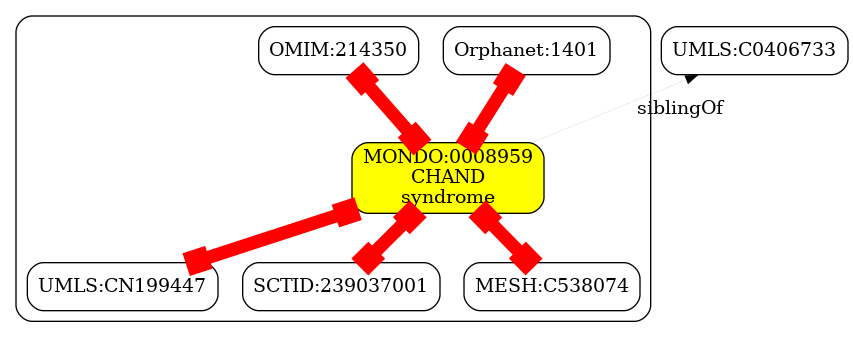 OMIM:214350
Orphanet:1401
UMLS:C0406733
siblingOf
MONDO:0008959
CHAND
syndrome
UMLS:CN199447
SCTID:239037001
MESH:C538074